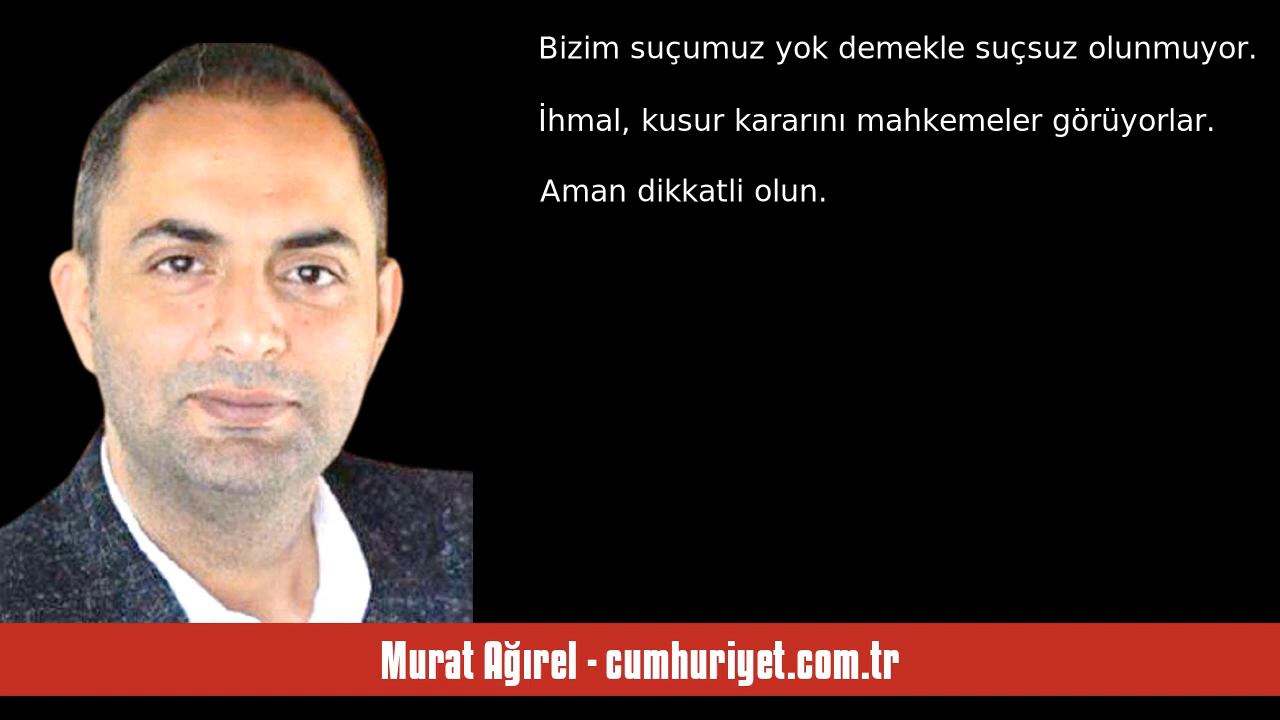 Bizim suçumuz yok demekle suçsuz olunmuyor.
İhmal, kusur kararını mahkemeler görüyorlar.
Aman dikkatli olun.
Murat Ağırel - cumhuriyet.com.tr